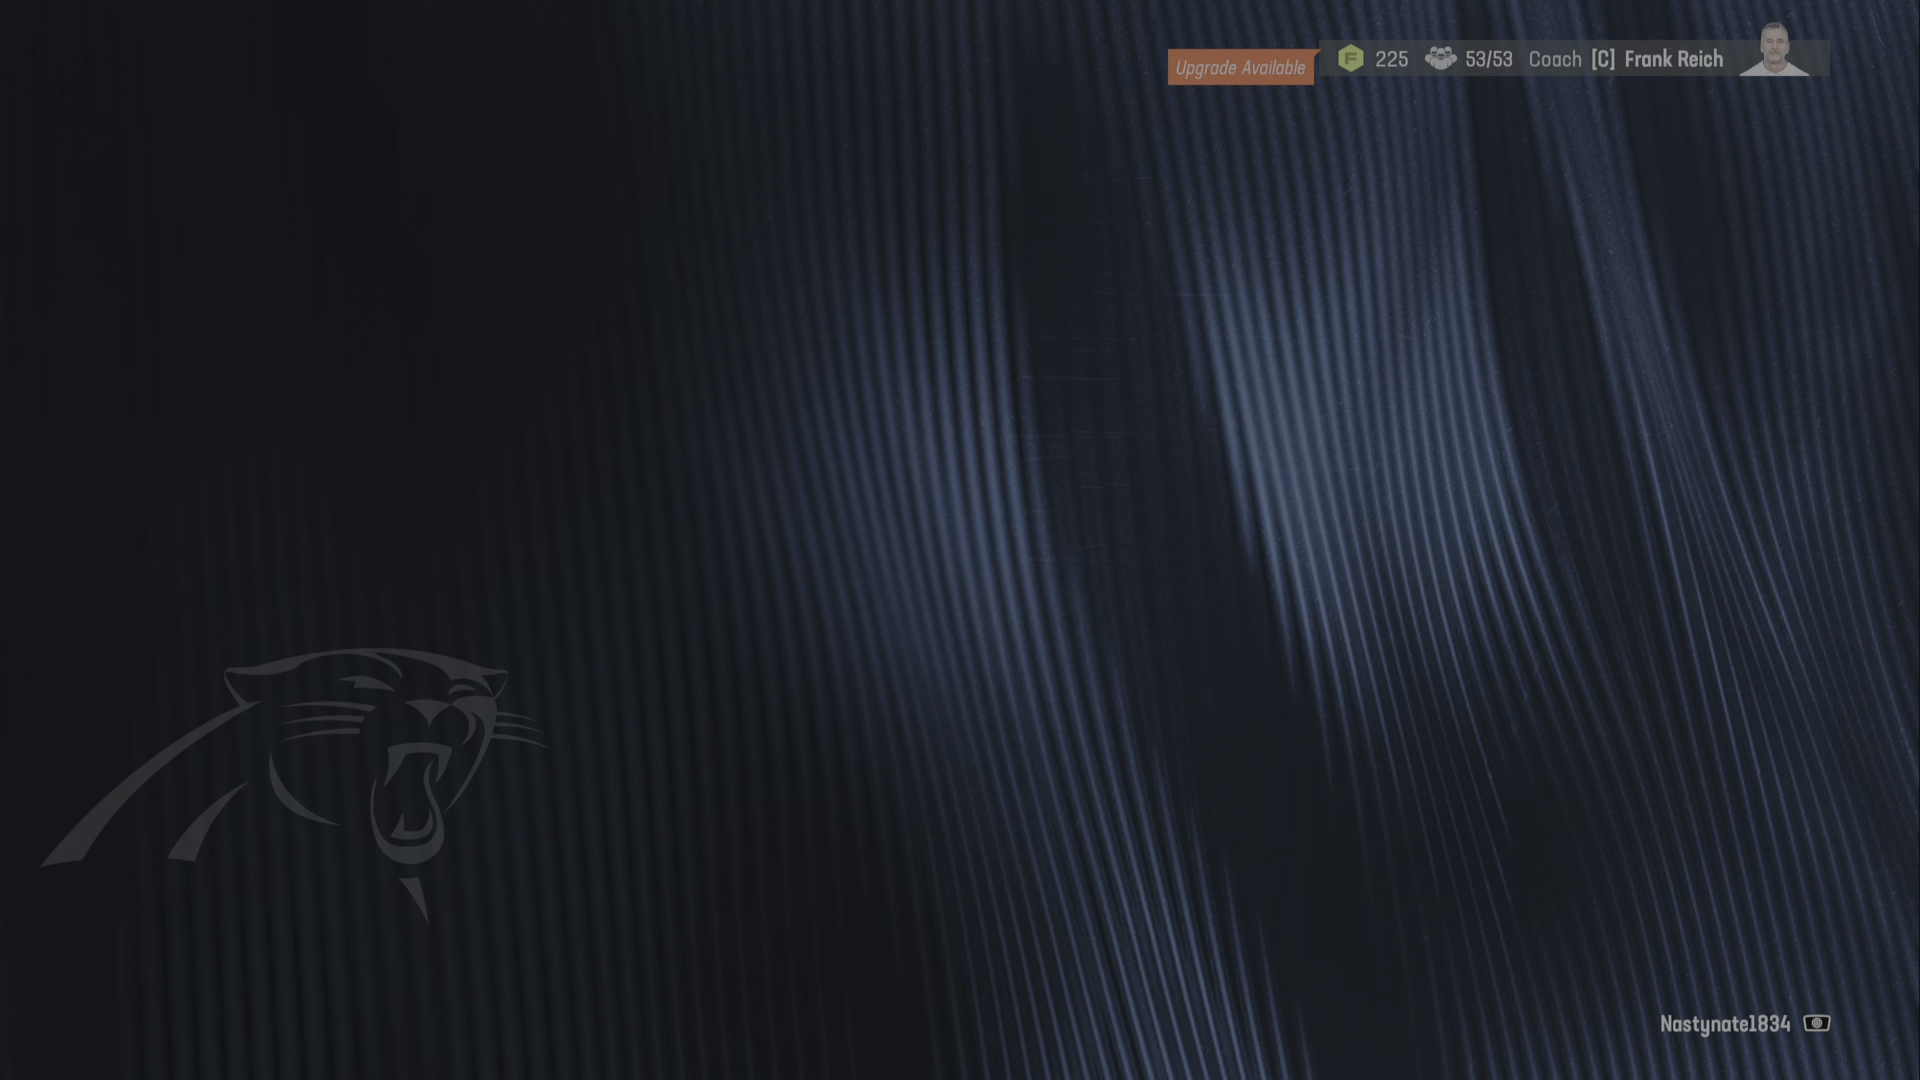 Upgrade Available
F 225 53/53 Coach [C] Frank Reich
Nastynate1834